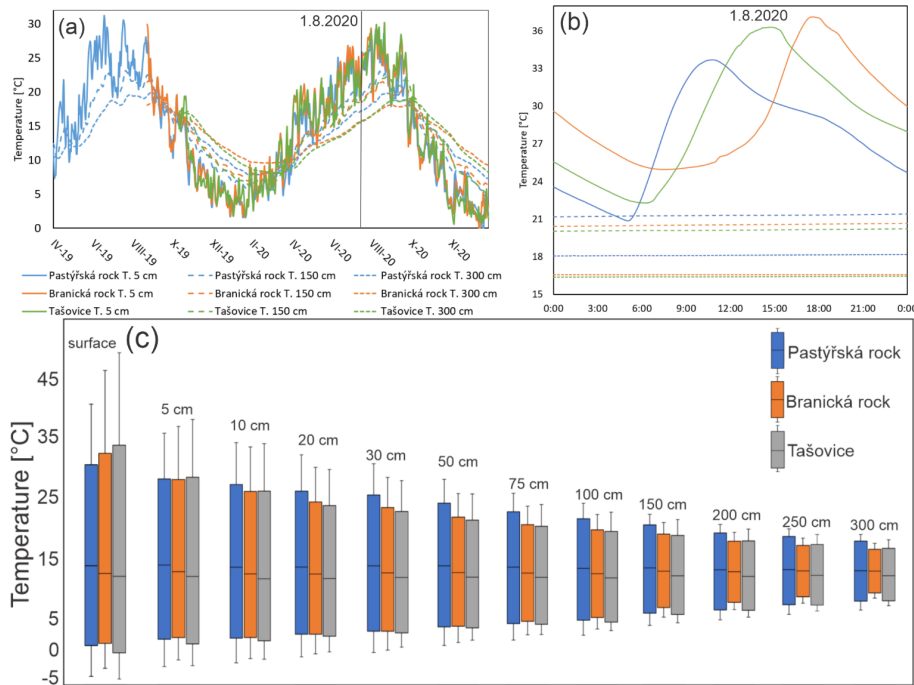 (a)
1.8.2020
Temperature [°C]
30
25
20
15
10
5
0
IV-19
VI-19
VIII-19
X-19
XII-19
II-20
IV-20
VI-20
VIII-20
X-20
XI-20
Pastýřská rock T. 5 cm
Pastýřská rock T. 150 cm
Pastýřská rock T. 300 cm
Branická rock T. 5 cm
Branická rock T. 150 cm
Branická rock T. 300 cm
Tašovice T. 5 cm
Tašovice T. 150 cm
Tašovice T. 300 cm
(b)
1.8.2020
Temperature [°C]
36
33
30
27
24
21
18
15
0:00
3:00
6:00
9:00
12:00
15:00
18:00
21:00
0:00
(c)
Temperature [°C]
45
35
25
15
5
0
-5
surface
5 cm
10 cm
20 cm
30 cm
50 cm
75 cm
100 cm
150 cm
200 cm
250 cm
300 cm
Pastýřská rock
Branická rock
Tašovice